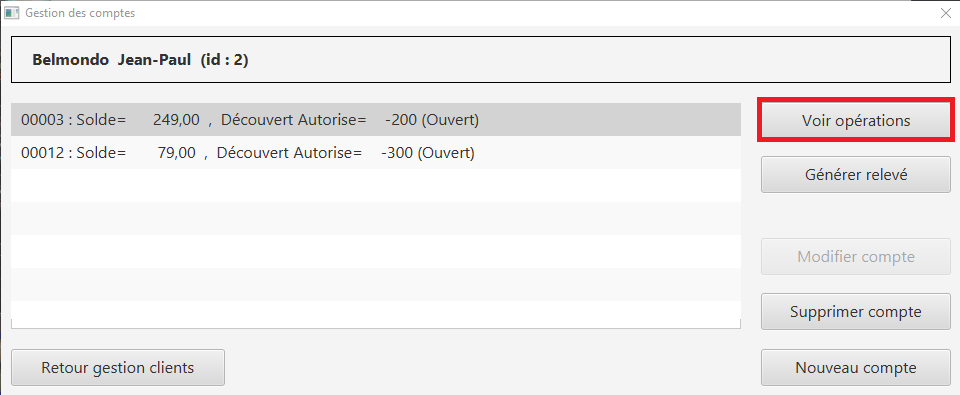 Gestion des comptes
Belmondo Jean-Paul (id : 2)
00003 : Solde= 249,00 , Découvert Autorise= -200 (Ouvert)
00012 : Solde= 79,00 , Découvert Autorise= -300 (Ouvert)
Voir opérations
Générer relevé
Modifier compte
Supprimer compte
Retour gestion clients
Nouveau compte